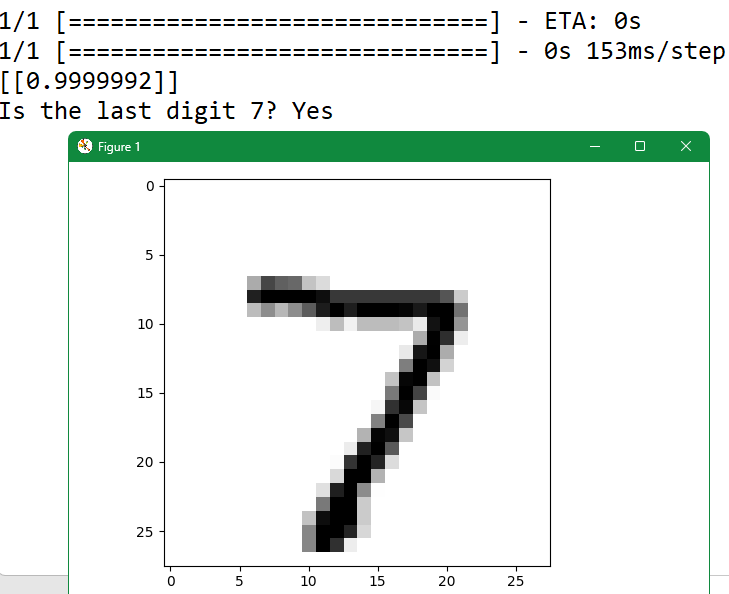 1/1 [==============================] - ETA: 0s
1/1 [==============================] - 0s 153ms/step
[[0.9999992]]
Is the last digit 7? Yes
Figure 1
0
5
10
15
20
25
7
0 5 10 15 20 25